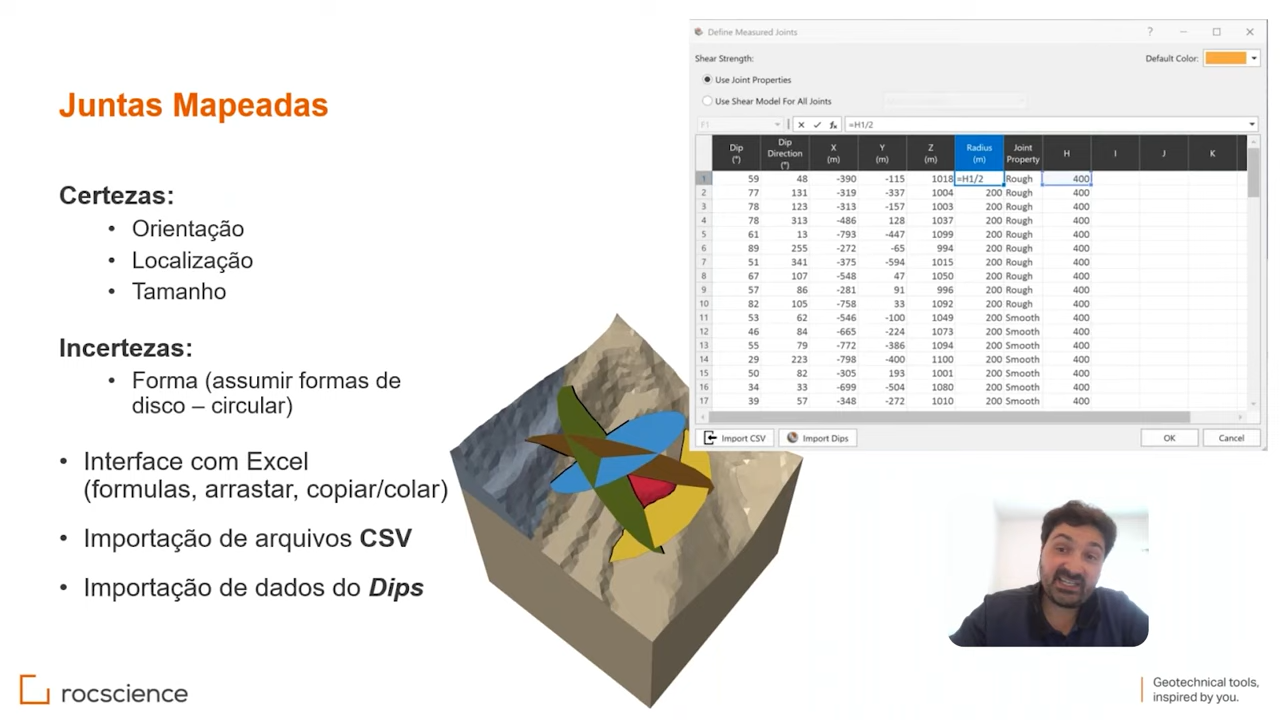 Juntas Mapeadas
Certezas:
• Orientação
• Localização
• Tamanho
Incertezas:
• Forma (assumir formas de
disco – circular)
• Interface com Excel
(formulas, arrastar, copiar/colar)
• Importação de arquivos CSV
• Importação de dados do Dips
rocscience
Define Measured Joints
Shear Strength:
Default Color:
Use Joint Properties
Use Shear Model For All Joints
F1 =H1/2
Dip (°) Dip Direction (°) X (m) Y (m) Z (m) Radius (m) Joint Property H I J K
1 59 48 -390 -115 1018 =H1/2 Rough 400
2 77 131 -319 -337 1004 200 Rough 400
3 78 123 -313 -157 1003 200 Rough 400
4 78 313 -486 128 1037 200 Rough 400
5 61 13 -793 -447 1099 200 Rough 400
6 89 255 -272 -65 994 200 Rough 400
7 51 341 -375 -594 1015 200 Rough 400
8 67 107 -548 47 1050 200 Rough 400
9 57 86 -281 91 996 200 Rough 400
10 82 105 -758 33 1092 200 Rough 400
11 53 62 -546 -100 1049 200 Smooth 400
12 46 84 -665 -224 1073 200 Smooth 400
13 55 79 -772 -386 1094 200 Smooth 400
14 29 223 -798 -400 1100 200 Smooth 400
15 50 82 -305 193 1001 200 Smooth 400
16 34 33 -699 -504 1080 200 Smooth 400
17 39 57 -348 -272 1010 200 Smooth 400
Import CSV Import Dips OK Cancel
Geotechnical tools,
inspired by you.